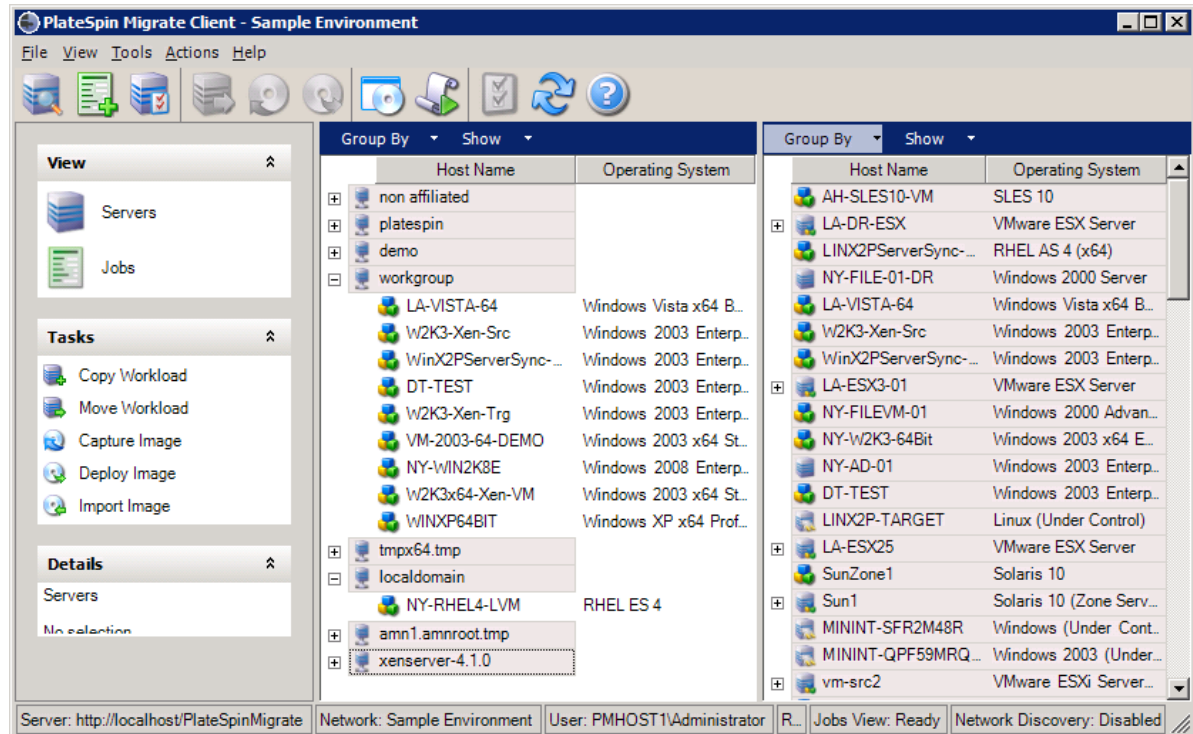 PlateSpin Migrate Client - Sample Environment
File View Tools Actions Help
View
Servers
Jobs
Tasks
Copy Workload
Move Workload
Capture Image
Deploy Image
Import Image
Details
Servers
No selection
Group By Show
Host Name Operating System
non affiliated
platespin
demo
workgroup
LA-VISTA-64 Windows Vista x64 B...
W2K3-Xen-Src Windows 2003 Enterp...
WinX2PServerSync-... Windows 2003 Enterp...
DT-TEST Windows 2003 Enterp...
W2K3-Xen-Trg Windows 2003 Enterp...
VM-2003-64-DEMO Windows 2003 x64 St...
NY-WIN2K8E Windows 2008 Enterp...
W2K3x64-Xen-VM Windows 2003 x64 St...
WINXP64BIT Windows XP x64 Prof...
tmpx64.tmp
localdomain
NY-RHEL4-LVM RHEL ES 4
amn1.amnroot.tmp
xenserver-4.1.0
Group By Show
Host Name Operating System
AH-SLES10-VM SLES 10
LA-DR-ESX VMware ESX Server
LINX2PServerSync-... RHEL AS 4 (x64)
NY-FILE-01-DR Windows 2000 Server
LA-VISTA-64 Windows Vista x64 B...
W2K3-Xen-Src Windows 2003 Enterp...
WinX2PServerSync-... Windows 2003 Enterp...
LA-ESX3-01 VMware ESX Server
NY-FILEVM-01 Windows 2000 Advan...
NY-W2K3-64Bit Windows 2003 x64 E...
NY-AD-01 Windows 2003 Enterp...
DT-TEST Windows 2003 Enterp...
LINX2P-TARGET Linux (Under Control)
LA-ESX25 VMware ESX Server
SunZone1 Solaris 10
Sun1 Solaris 10 (Zone Serv...
MININT-SFR2M48R Windows (Under Cont...
MININT-QPF59MRQ... Windows 2003 (Under...
vm-src2 VMware ESXi Server...
Server: http://localhost/PlateSpinMigrate Network: Sample Environment User: PMHOST1\Administrator R... Jobs View: Ready Network Discovery: Disabled